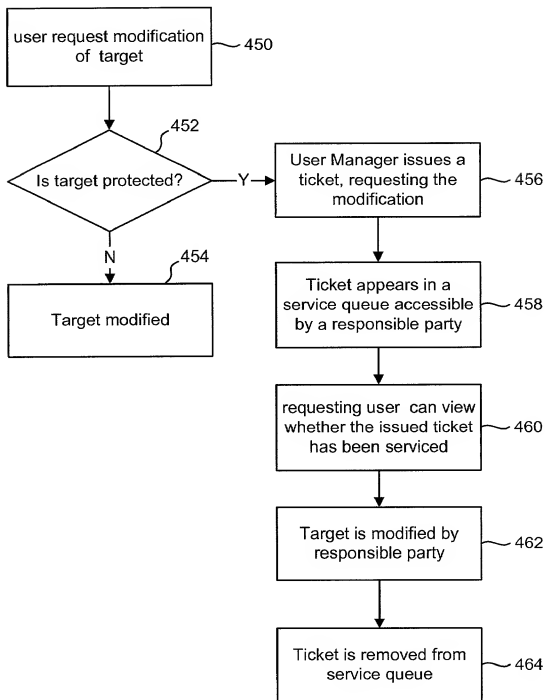 user request modification
of target
450
452
Is target protected?
Y
N
454
Target modified
User Manager issues a
ticket, requesting the
modification
456
Ticket appears in a
service queue accessible
by a responsible party
458
requesting user can view
whether the issued ticket
has been serviced
460
Target is modified by
responsible party
462
Ticket is removed from
service queue
464